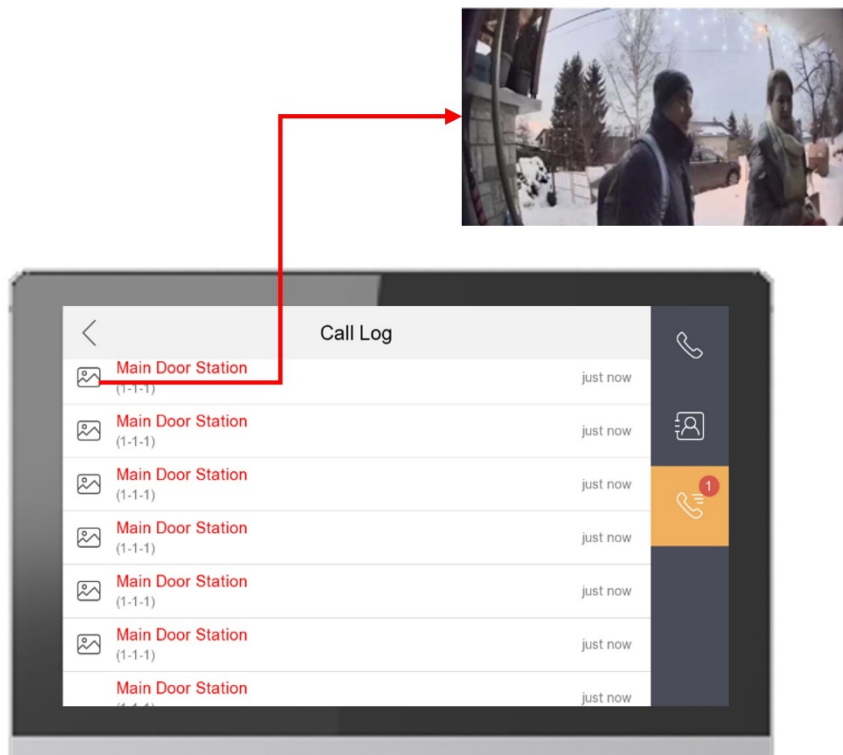 Call Log
Main Door Station
(1-1-1)
just now
Main Door Station
(1-1-1)
just now
Main Door Station
(1-1-1)
just now
Main Door Station
(1-1-1)
just now
Main Door Station
(1-1-1)
just now
Main Door Station
(1-1-1)
just now
Main Door Station
just now
1